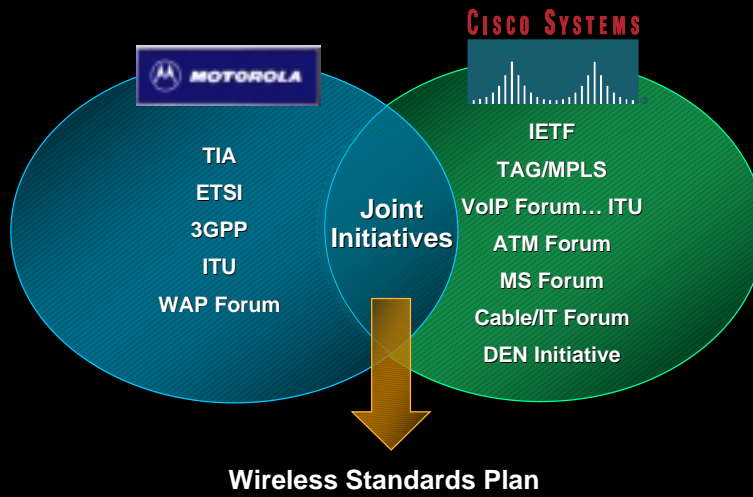 MOTOROLA
CISCO SYSTEMS
TIA
ETSI
3GPP
ITU
WAP Forum
Joint
Initiatives
IETF
TAG/MPLS
VoIP Forum… ITU
ATM Forum
MS Forum
Cable/IT Forum
DEN Initiative
Wireless Standards Plan